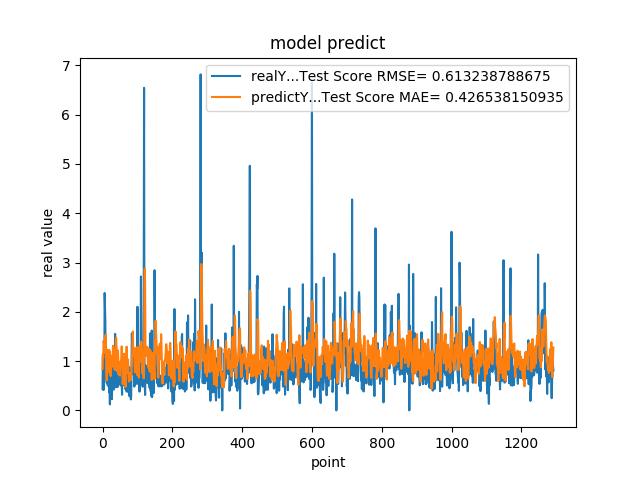 model predict
realY...Test Score RMSE= 0.613238788675
predictY...Test Score MAE= 0.426538150935
7
6
5
4
3
2
1
0
real value
0 200 400 600 800 1000 1200
point